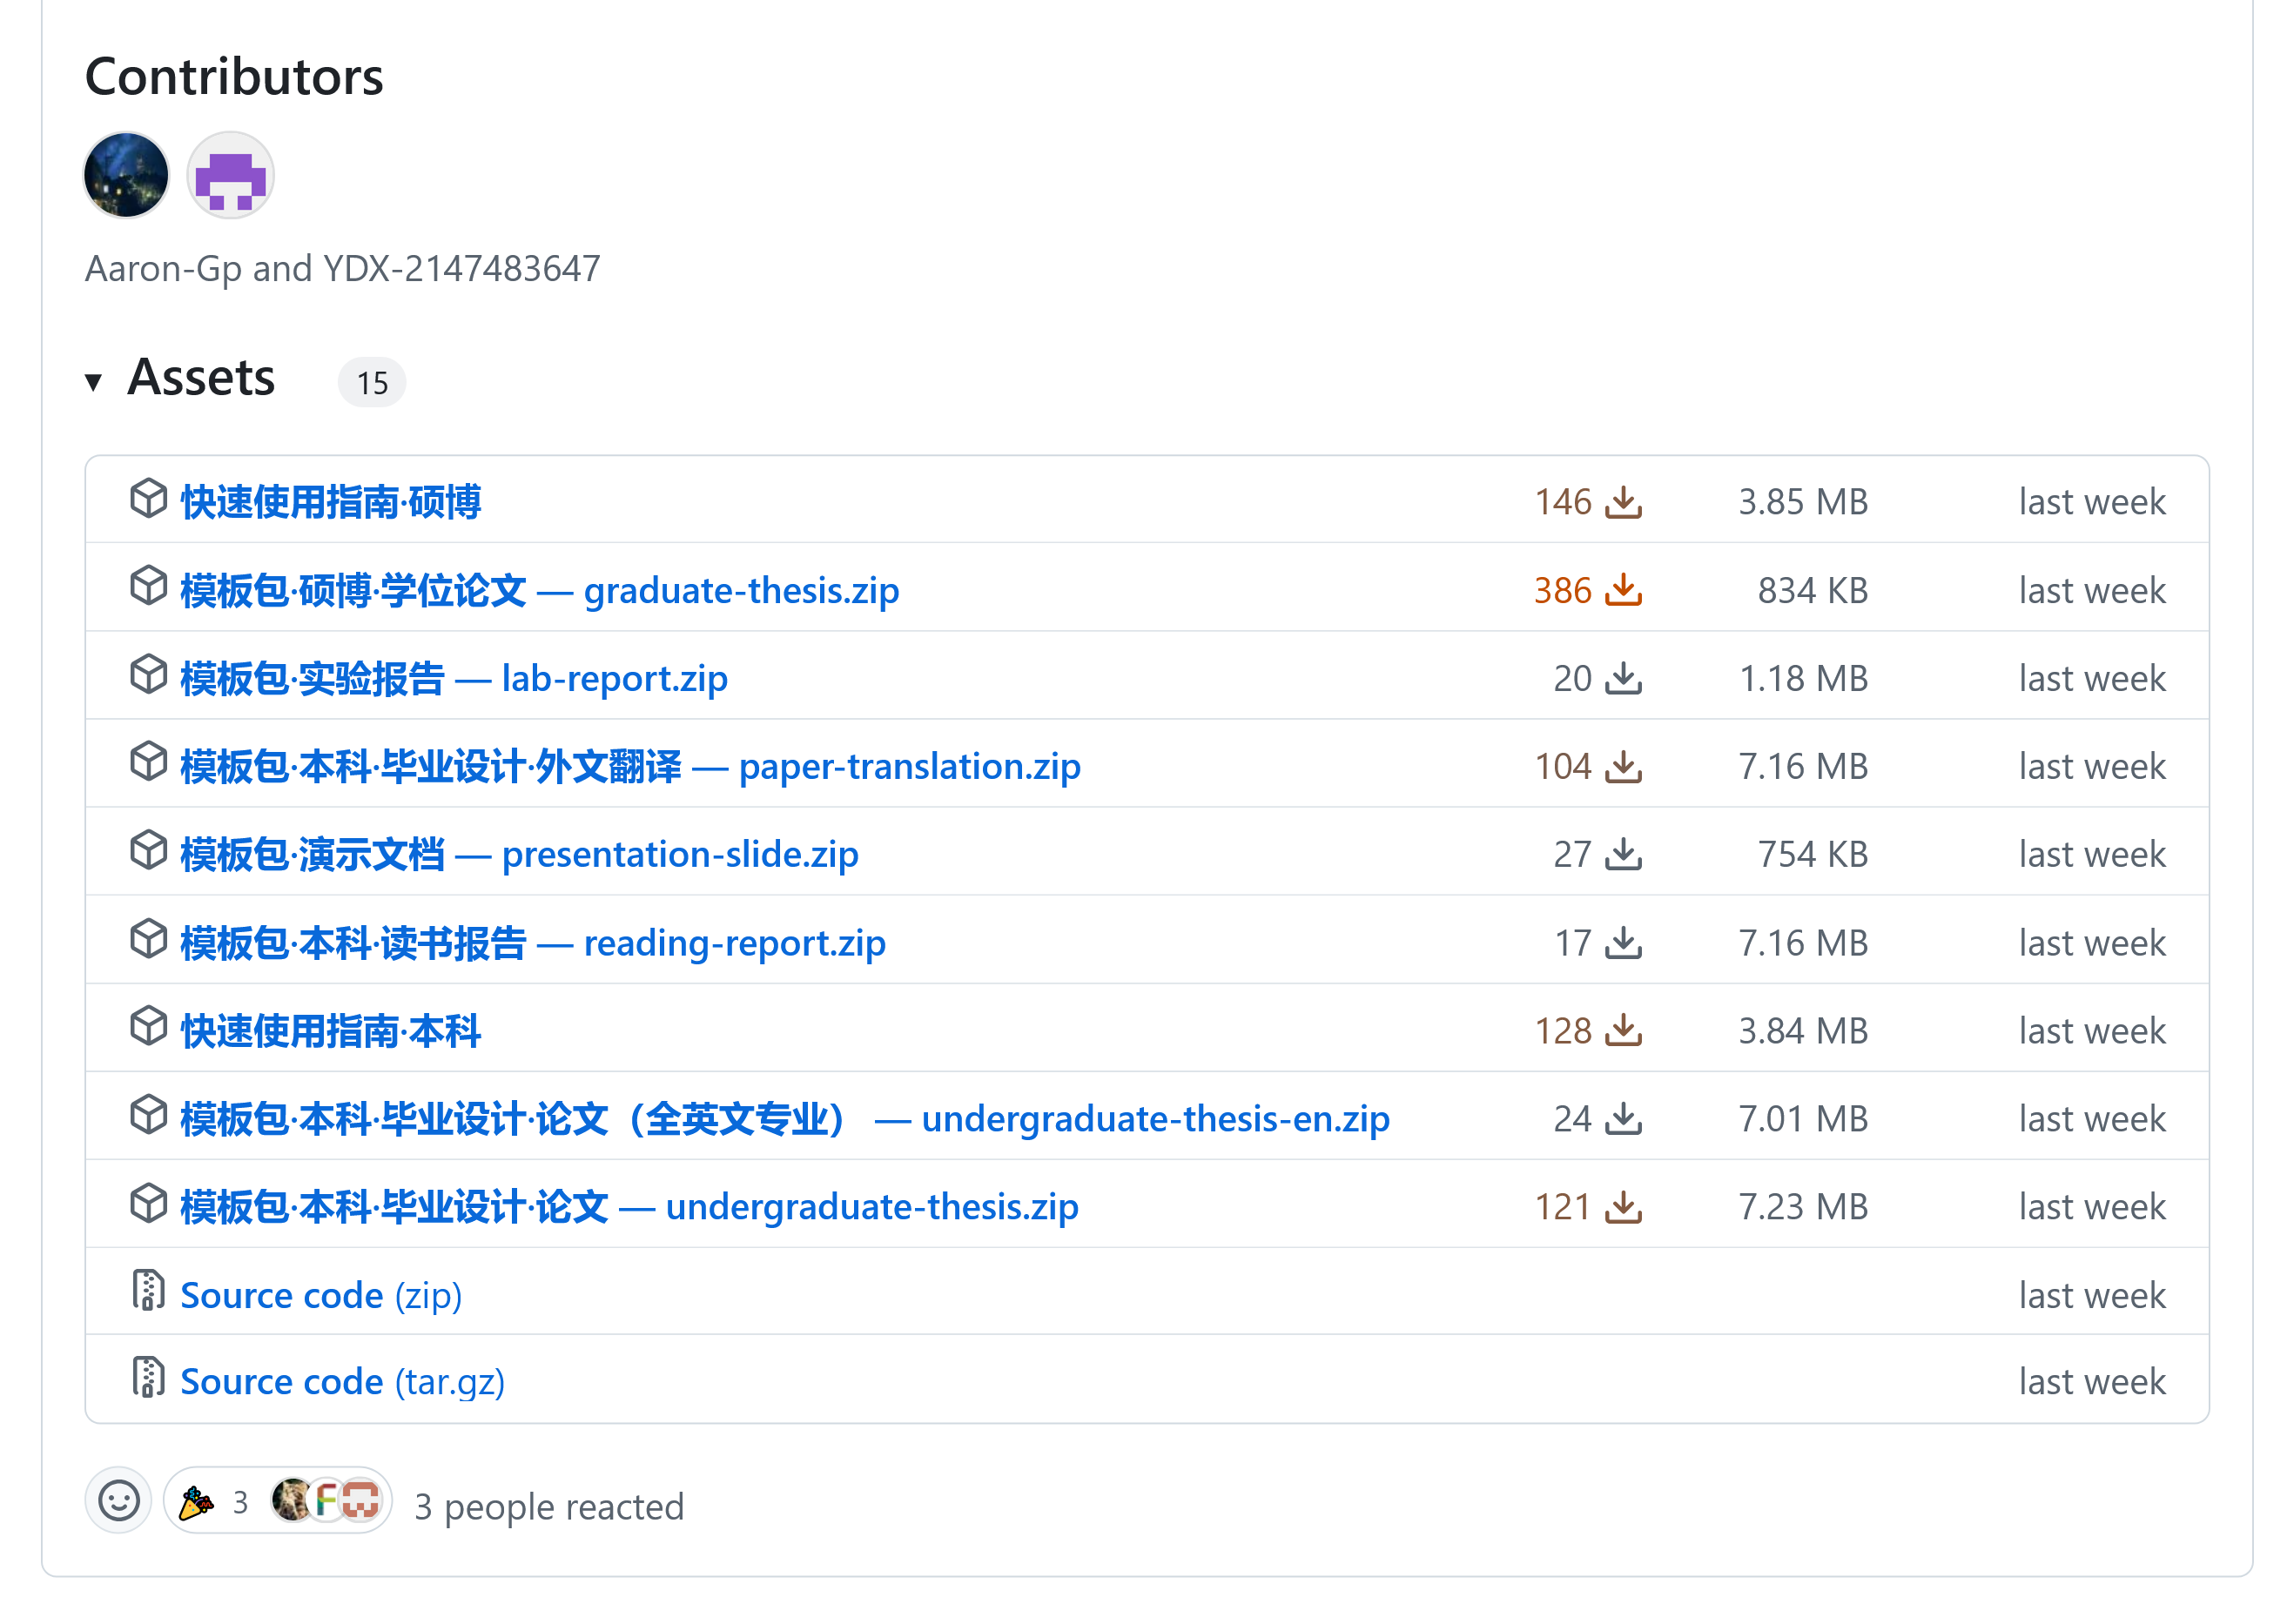 Contributors
Aaron-Gp and YDX-2147483647
Assets 15
快速使用指南·硕博 146 3.85 MB last week
模板包·硕博·学位论文 — graduate-thesis.zip 386 834 KB last week
模板包·实验报告 — lab-report.zip 20 1.18 MB last week
模板包·本科·毕业设计·外文翻译 — paper-translation.zip 104 7.16 MB last week
模板包·演示文档 — presentation-slide.zip 27 754 KB last week
模板包·本科·读书报告 — reading-report.zip 17 7.16 MB last week
快速使用指南·本科 128 3.84 MB last week
模板包·本科·毕业设计·论文（全英文专业） — undergraduate-thesis-en.zip 24 7.01 MB last week
模板包·本科·毕业设计·论文 — undergraduate-thesis.zip 121 7.23 MB last week
Source code (zip) last week
Source code (tar.gz) last week
3 F 3 people reacted